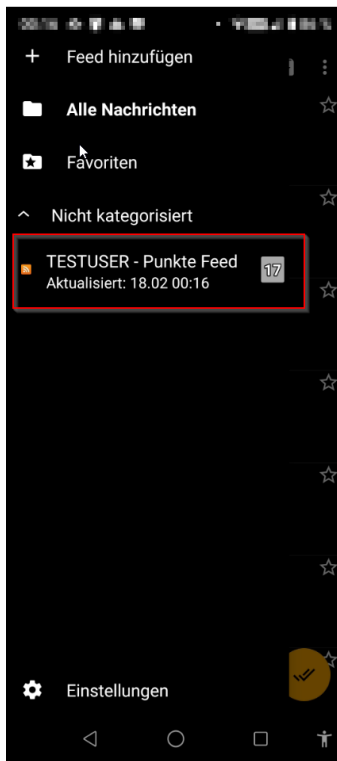 Feed hinzufügen
Alle Nachrichten
Favoriten
Nicht kategorisiert
TESTUSER - Punkte Feed
17
Aktualisiert: 18.02 00:16
Einstellungen